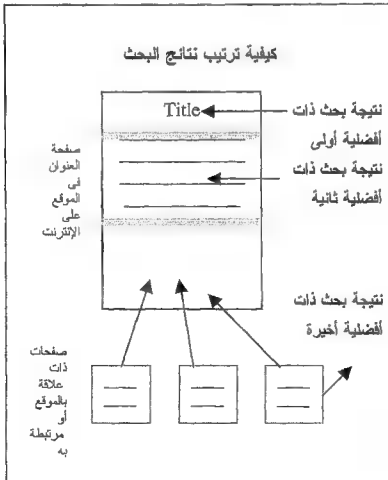 كيفية ترتيب نتائج البحث
Title
نتيجة بحث ذات
أفضلية أولى
نتيجة بحث ذات
أفضلية ثانية
صفحة
العنوان
فى
الموقع
على
الإنترنت
نتيجة بحث ذات
أفضلية أخيرة
صفحات
ذات
علاقة
بالموقع
أو
مرتبطة
به